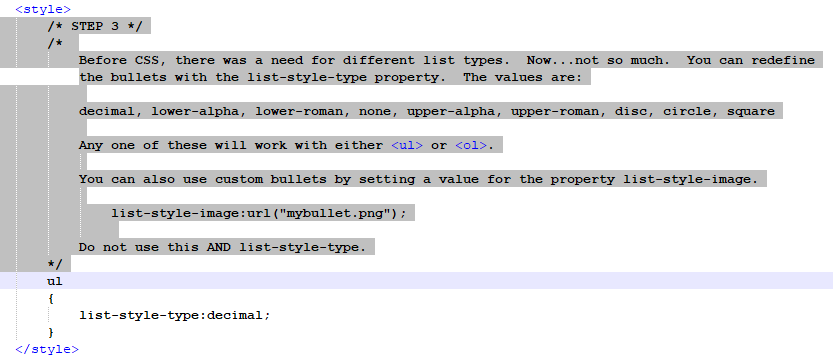 <style>
/* STEP 3 */
/*
Before CSS, there was a need for different list types.  Now...not so much.  You can redefine
the bullets with the list-style-type property.  The values are:
decimal, lower-alpha, lower-roman, none, upper-alpha, upper-roman, disc, circle, square
Any one of these will work with either <ul> or <ol>.
You can also use custom bullets by setting a value for the property list-style-image.
list-style-image:url("mybullet.png");
Do not use this AND list-style-type.
*/
ul
{
list-style-type:decimal;
}
</style>